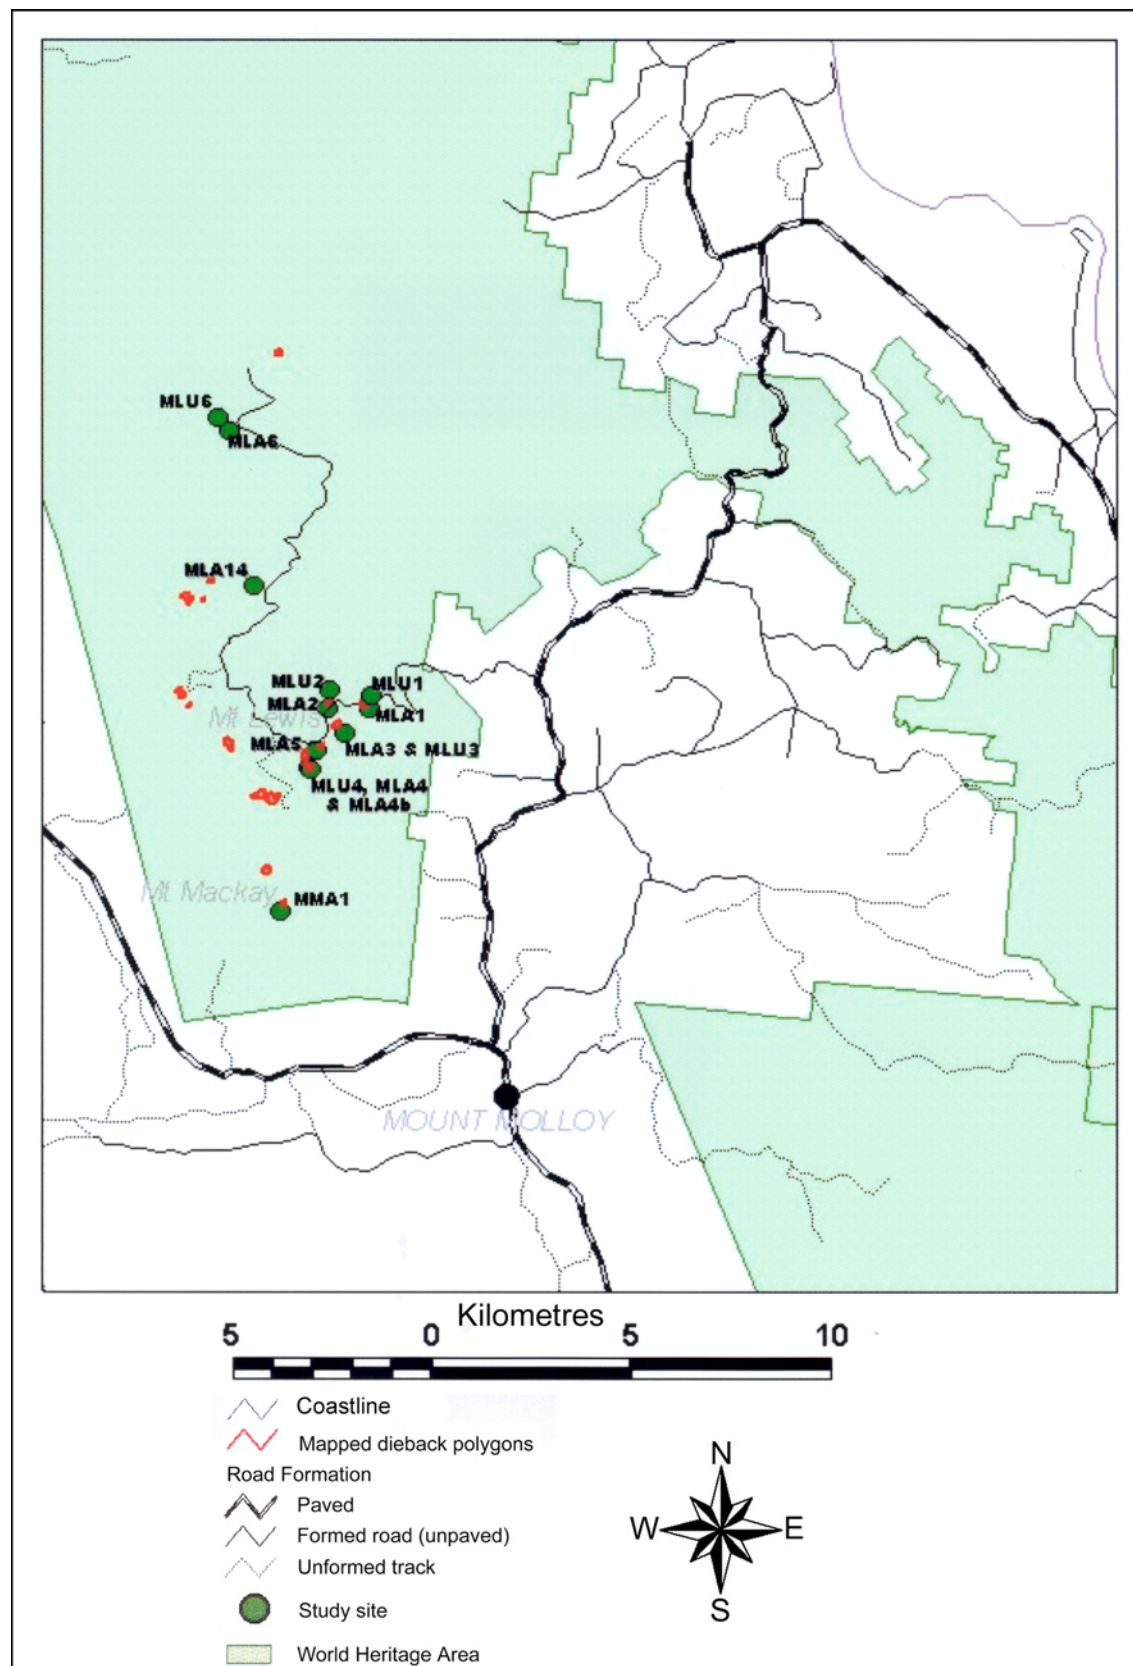 MLU6
MLA6
MLA14
MLU2
MLU1
MLA2
MLA1
Mt Lewis
MLA5
MLA3 & MLU3
MLU4, MLA4
& MLA4b
Mt Mackay
MMA1
MOUNT MOLLOY
Kilometres
5 0 5 10
Coastline
Mapped dieback polygons
Road Formation
Paved
Formed road (unpaved)
Unformed track
Study site
World Heritage Area
N
W E
S